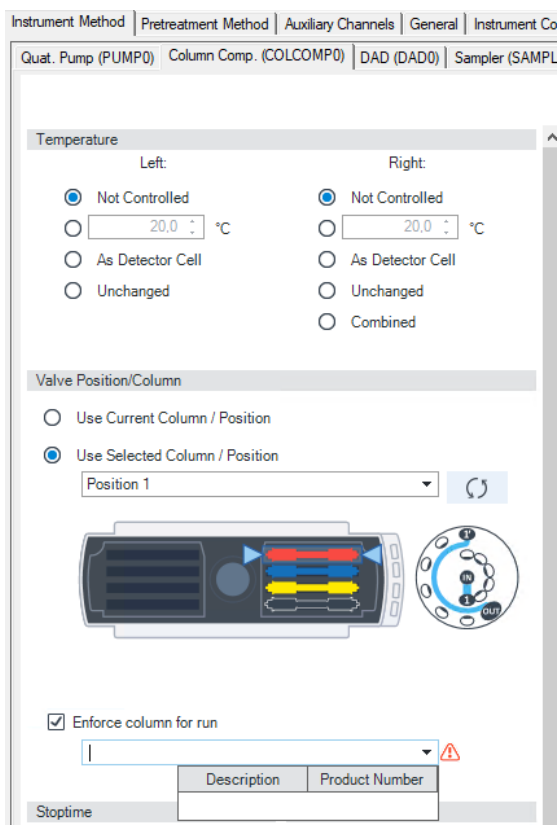 Instrument Method Pretreatment Method Auxiliary Channels General Instrument Co
Quat. Pump (PUMP0) Column Comp. (COLCOMP0) DAD (DAD0) Sampler (SAMPL
Temperature
Left: Right:
Not Controlled Not Controlled
20,0 °C 20,0 °C
As Detector Cell As Detector Cell
Unchanged Unchanged
Combined
Valve Position/Column
Use Current Column / Position
Use Selected Column / Position
Position 1
1'
IN
1
OUT
Enforce column for run
Description Product Number
Stoptime